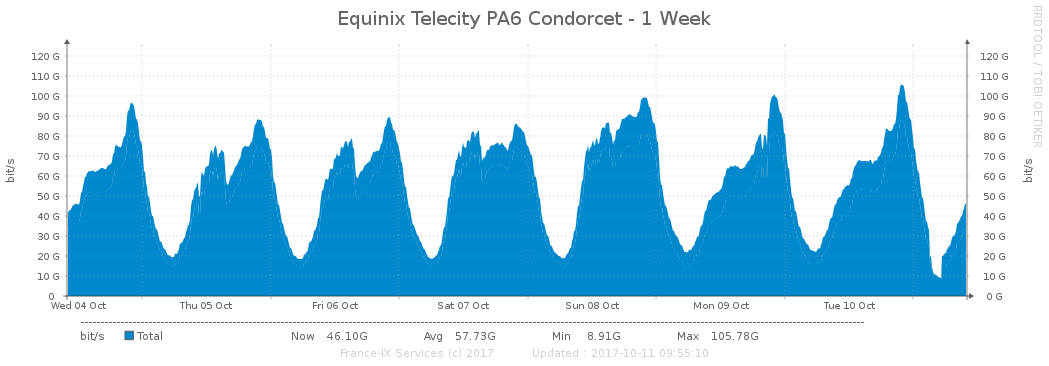 Equinix Telecity PA6 Condorcet - 1 Week
RRDTOOL / TOBI OETIKER
bit/s
120 G 120 G
110 G 110 G
100 G 100 G
90 G 90 G
80 G 80 G
70 G 70 G
60 G 60 G
50 G 50 G
40 G 40 G
30 G 30 G
20 G 20 G
10 G 10 G
0 0 G
bit/s
Wed 04 Oct Thu 05 Oct Fri 06 Oct Sat 07 Oct Sun 08 Oct Mon 09 Oct Tue 10 Oct
bit/s Total Now 46.10G Avg 57.73G Min 8.91G Max 105.78G
France-IX Services (c) 2017 Updated : 2017-10-11 09:55:10